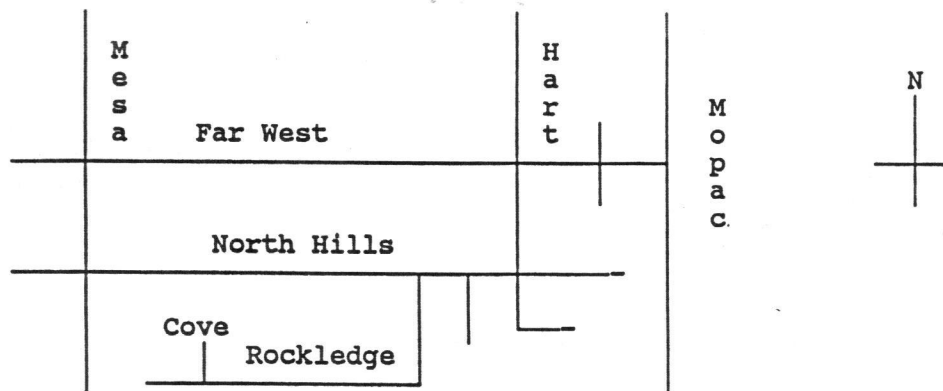 Mesa
Hart
Mopac
N
Far West
North Hills
Cove
Rockledge